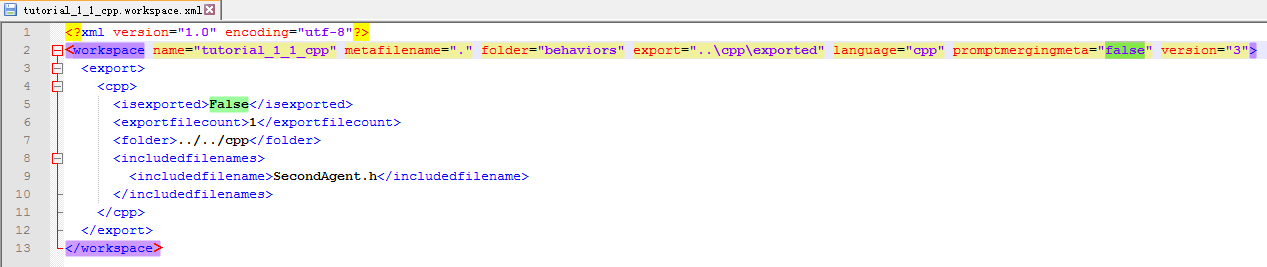 tutorial_1_1_cpp.workspace.xml
1 <?xml version="1.0" encoding="utf-8"?>
2 <workspace name="tutorial_1_1_cpp" metafilename="." folder="behaviors" export="..\cpp\exported" language="cpp" promptmergingmeta="false" version="3">
3 <export>
4 <cpp>
5 <isexported>False</isexported>
6 <exportfilecount>1</exportfilecount>
7 <folder>../../cpp</folder>
8 <includedfilenames>
9 <includedfilename>SecondAgent.h</includedfilename>
10 </includedfilenames>
11 </cpp>
12 </export>
13 </workspace>